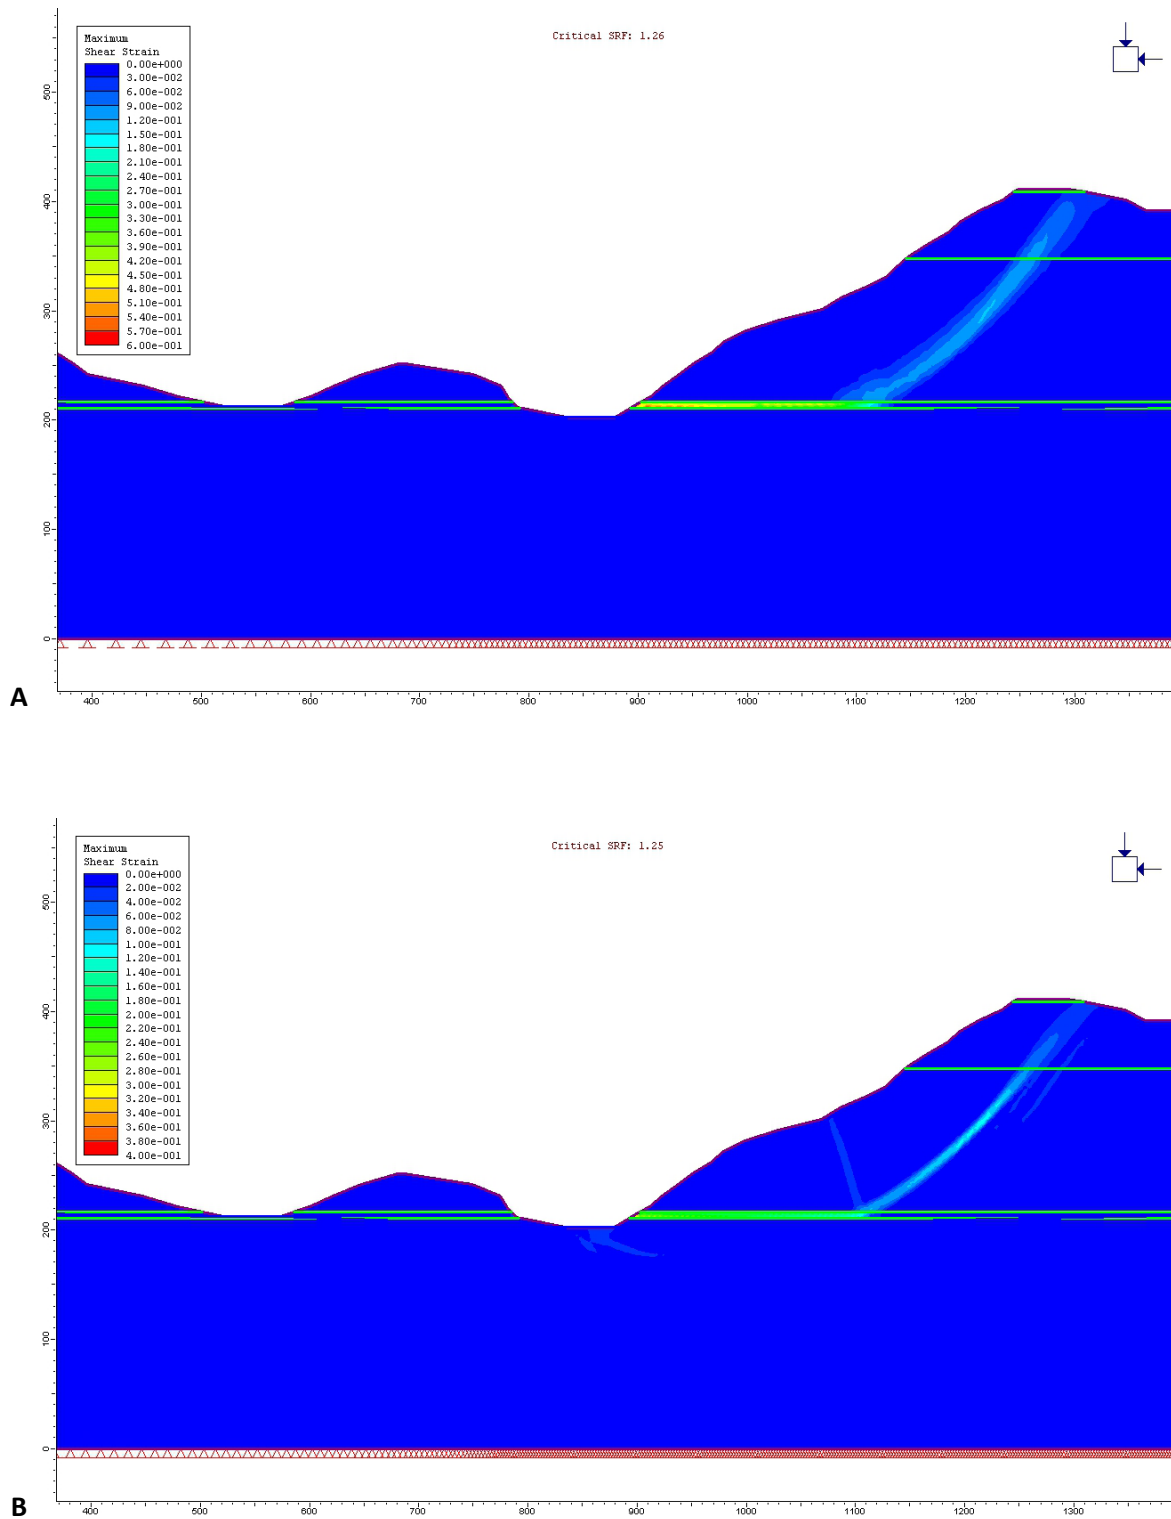 Critical SRF: 1.26
Maximum
Shear Strain
0.00e+000
3.00e-002
6.00e-002
9.00e-002
1.20e-001
1.50e-001
1.80e-001
2.10e-001
2.40e-001
2.70e-001
3.00e-001
3.30e-001
3.60e-001
3.90e-001
4.20e-001
4.50e-001
4.80e-001
5.10e-001
5.40e-001
5.70e-001
6.00e-001
500
400
300
200
100
0
A
400 500 600 700 800 900 1000 1100 1200 1300
Critical SRF: 1.25
Maximum
Shear Strain
0.00e+000
2.00e-002
4.00e-002
6.00e-002
8.00e-002
1.00e-001
1.20e-001
1.40e-001
1.60e-001
1.80e-001
2.00e-001
2.20e-001
2.40e-001
2.60e-001
2.80e-001
3.00e-001
3.20e-001
3.40e-001
3.60e-001
3.80e-001
4.00e-001
500
400
300
200
100
0
B
400 500 600 700 800 900 1000 1100 1200 1300